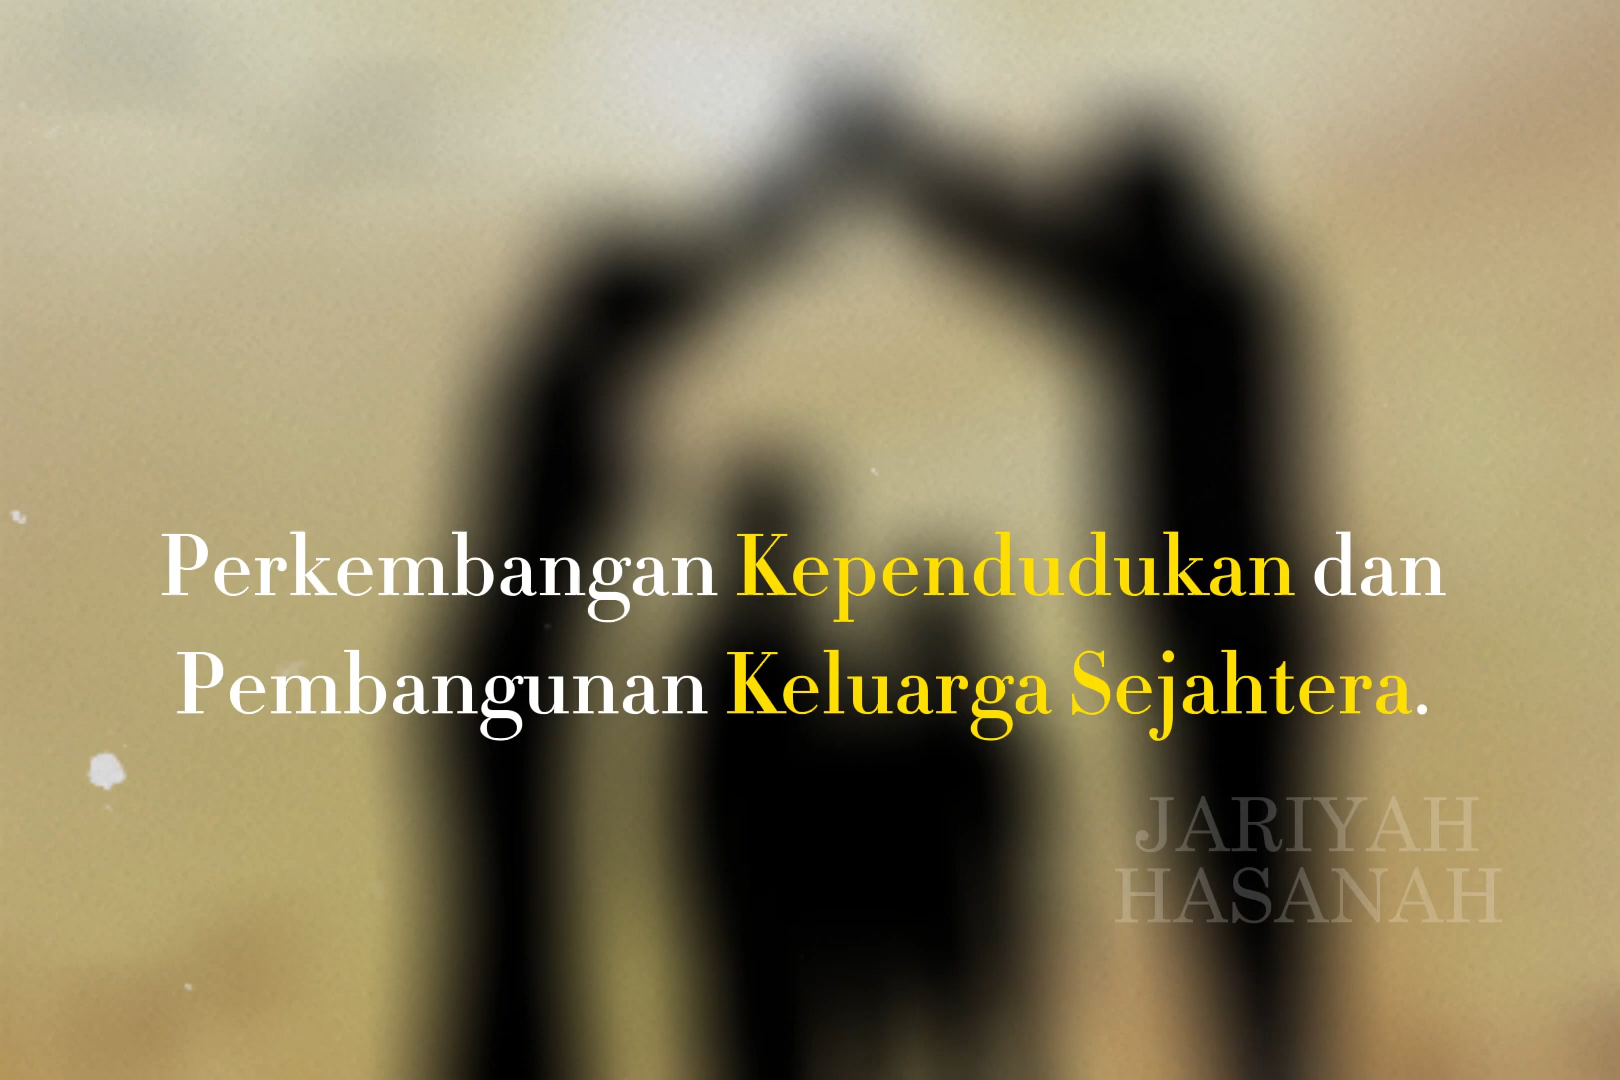 Perkembangan Kependudukan dan
Pembangunan Keluarga Sejahtera.
JARIYAH
HASANAH